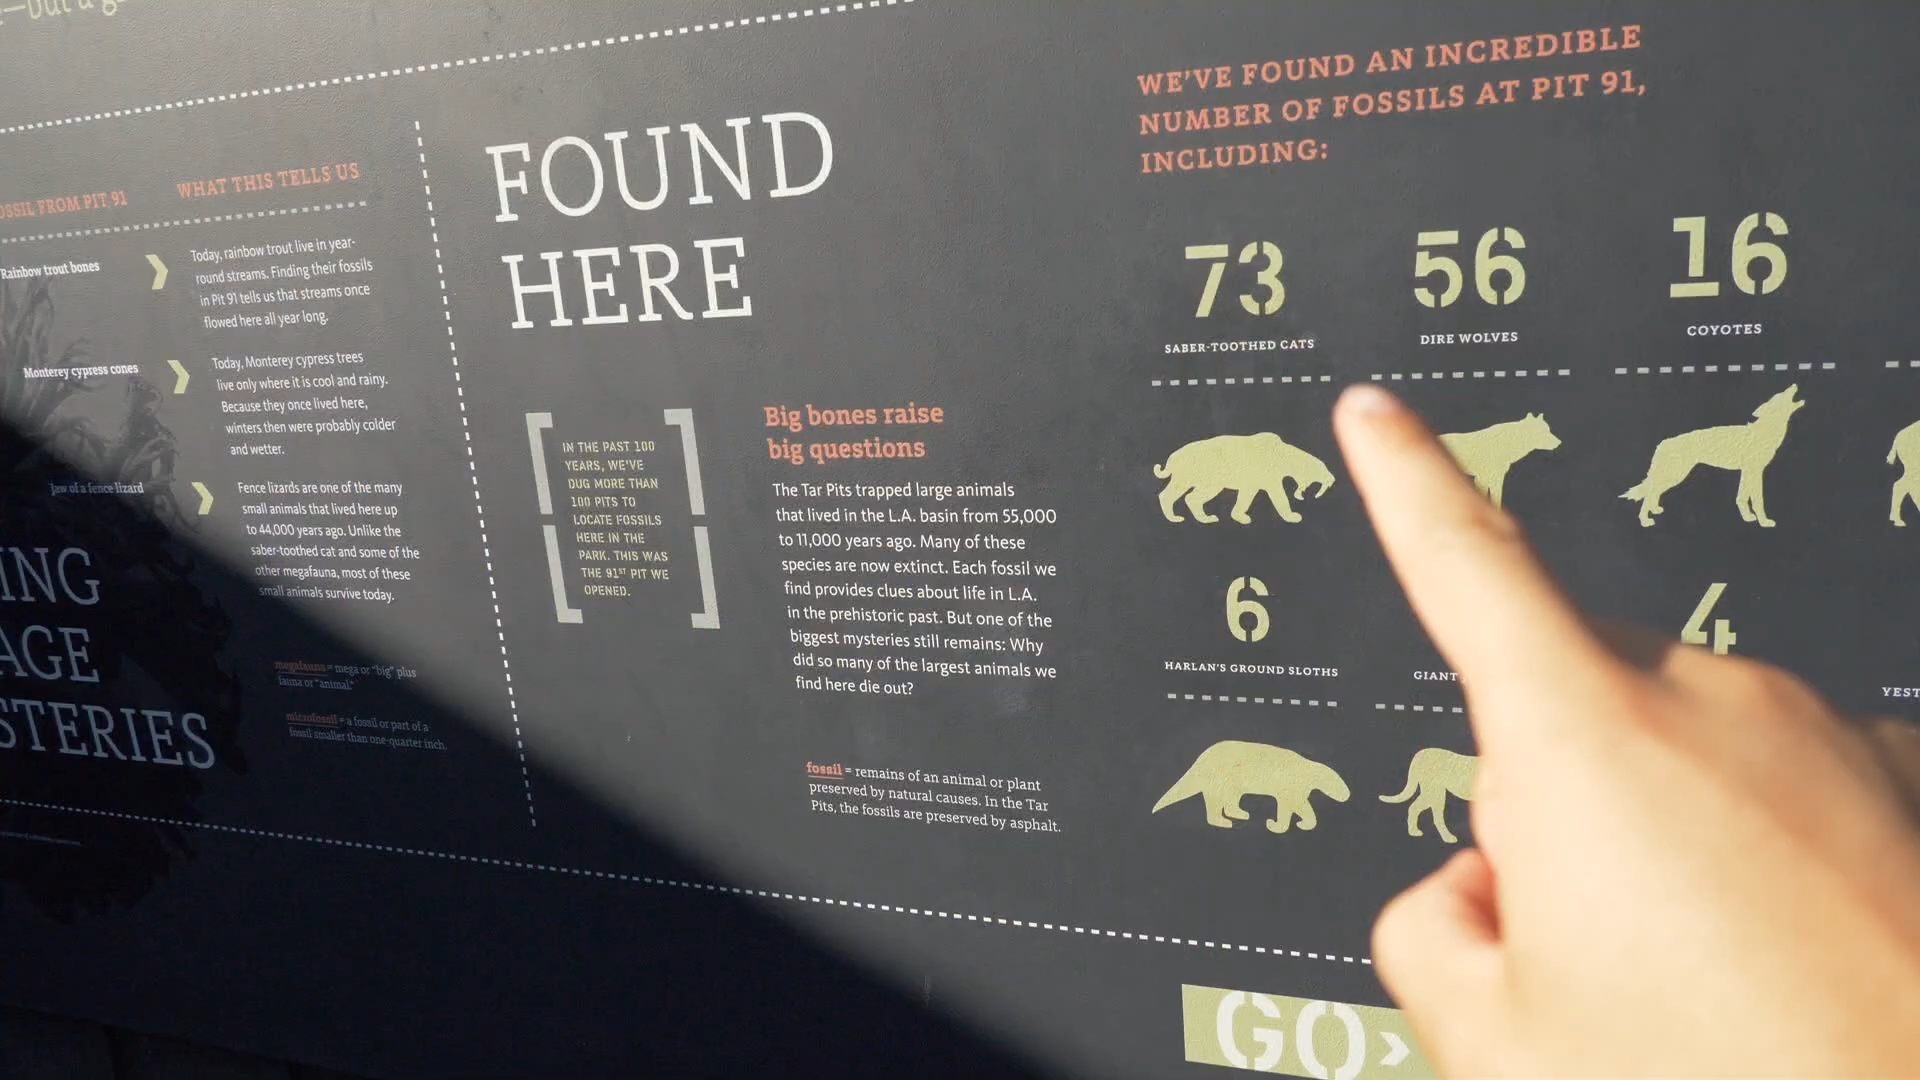 FOSSIL FROM PIT 91
WHAT THIS TELLS US
Rainbow trout bones
Today, rainbow trout live in year-
round streams. Finding their fossils
in Pit 91 tells us that streams once
flowed here all year long.
Monterey cypress cones
Today, Monterey cypress trees
live only where it is cool and rainy.
Because they once lived here,
winters then were probably colder
and wetter.
Jaw of a fence lizard
Fence lizards are one of the many
small animals that lived here up
to 44,000 years ago. Unlike the
saber-toothed cat and some of the
other megafauna, most of these
small animals survive today.
ING
AGE
STERIES
megafauna = mega or "big" plus
fauna or "animal."
microfossil = a fossil or part of a
fossil smaller than one-quarter inch.
FOUND
HERE
IN THE PAST 100
YEARS, WE'VE
DUG MORE THAN
100 PITS TO
LOCATE FOSSILS
HERE IN THE
PARK. THIS WAS
THE 91ST PIT WE
OPENED.
Big bones raise
big questions
The Tar Pits trapped large animals
that lived in the L.A. basin from 55,000
to 11,000 years ago. Many of these
species are now extinct. Each fossil we
find provides clues about life in L.A.
in the prehistoric past. But one of the
biggest mysteries still remains: Why
did so many of the largest animals we
find here die out?
fossil = remains of an animal or plant
preserved by natural causes. In the Tar
Pits, the fossils are preserved by asphalt.
WE'VE FOUND AN INCREDIBLE
NUMBER OF FOSSILS AT PIT 91,
INCLUDING:
73
SABER-TOOTHED CATS
56
DIRE WOLVES
16
COYOTES
6
HARLAN'S GROUND SLOTHS
GIANT
4
YEST
GO>